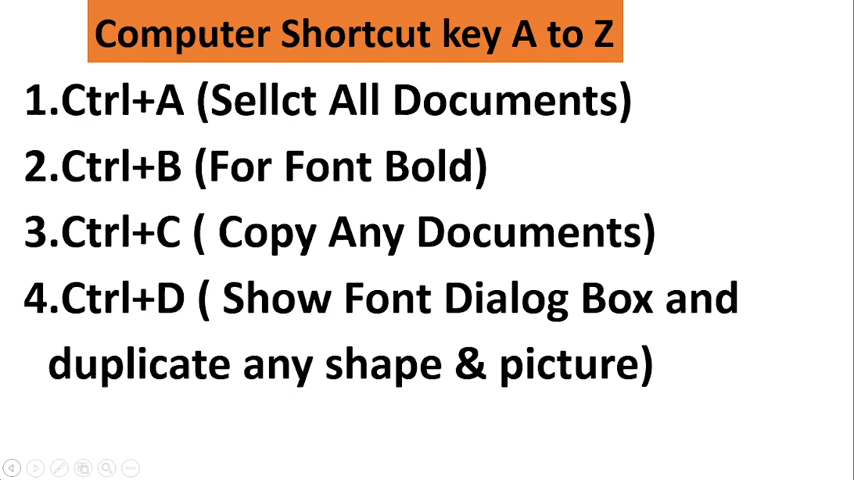 Computer Shortcut key A to Z
1.Ctrl+A (Sellct All Documents)
2.Ctrl+B (For Font Bold)
3.Ctrl+C ( Copy Any Documents)
4.Ctrl+D ( Show Font Dialog Box and
duplicate any shape & picture)